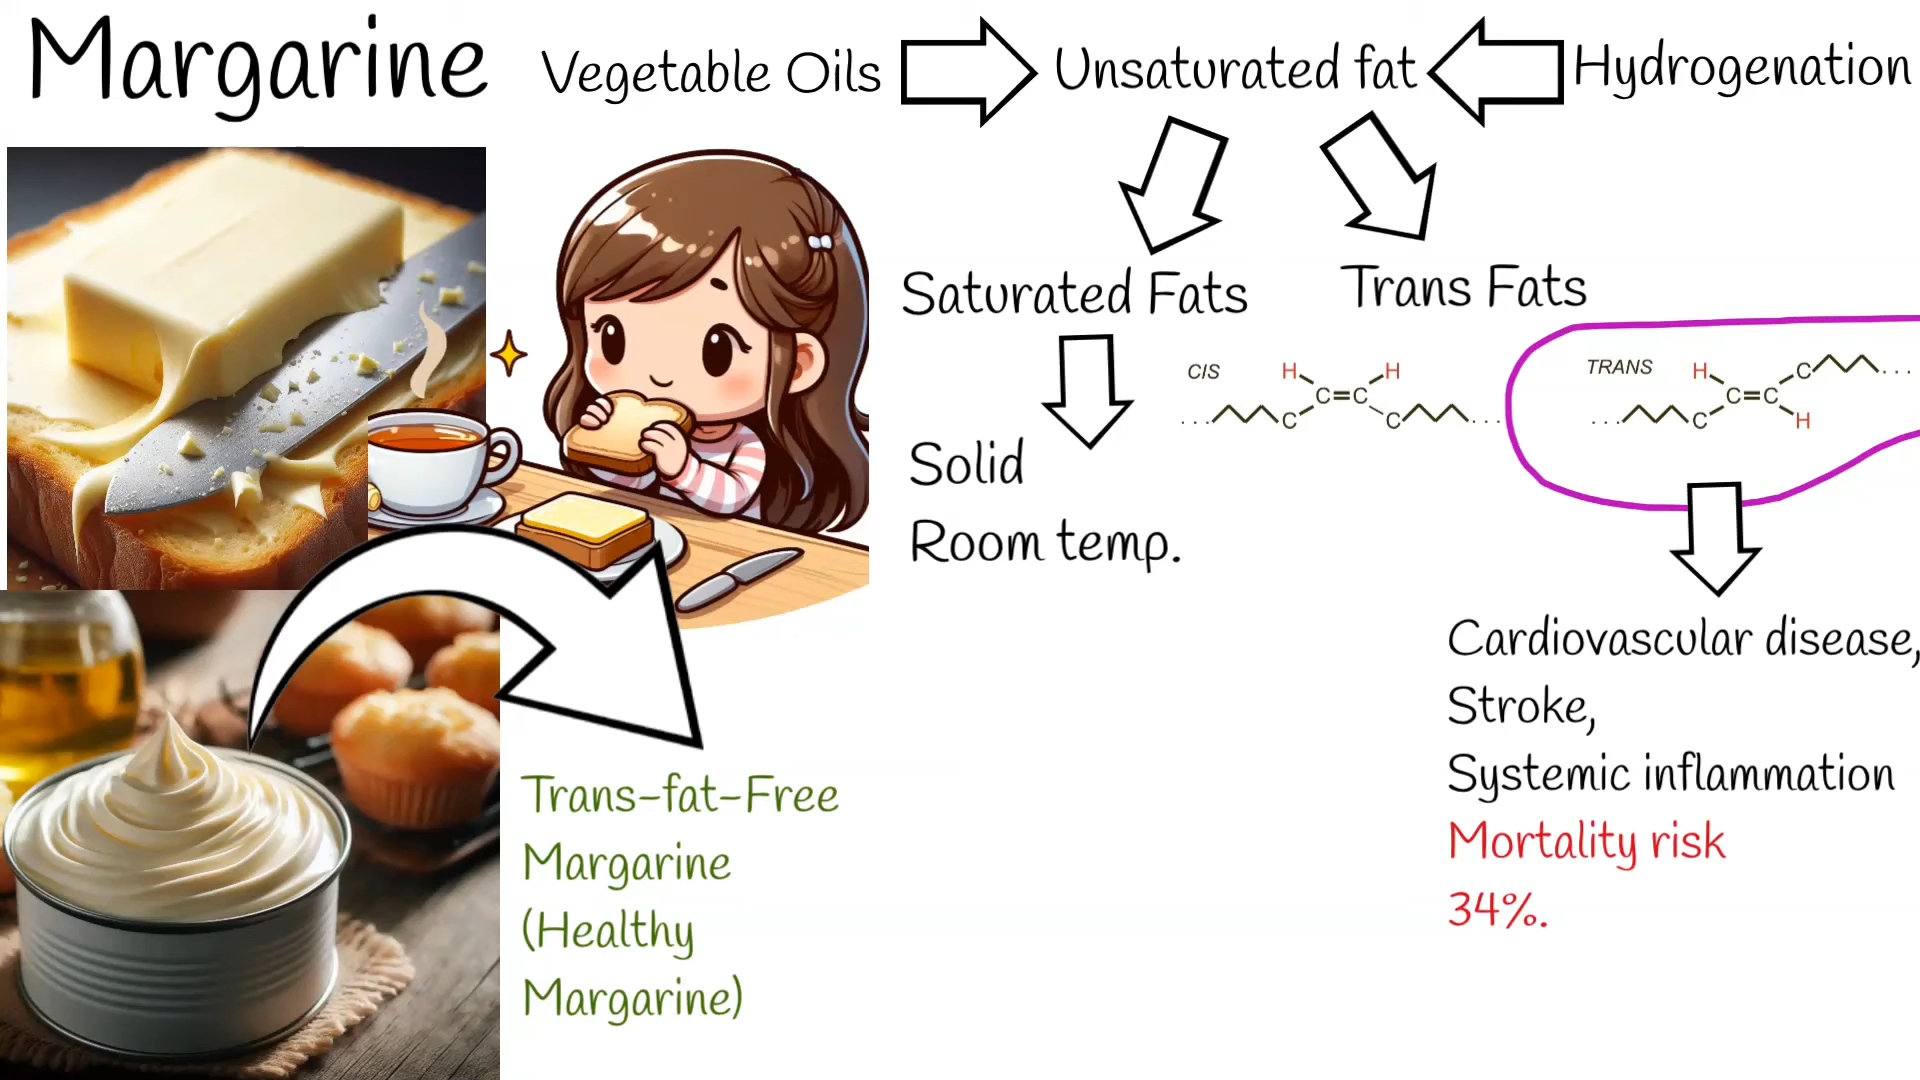 Margarine
Vegetable Oils
Unsaturated fat
Hydrogenation
Saturated Fats
Trans Fats
CIS
H H
C=C
...C C...
TRANS
H C...
C=C
...C H
Solid
Room temp.
Cardiovascular disease,
Stroke,
Systemic inflammation
Mortality risk
34%.
Trans-fat-Free
Margarine
(Healthy
Margarine)